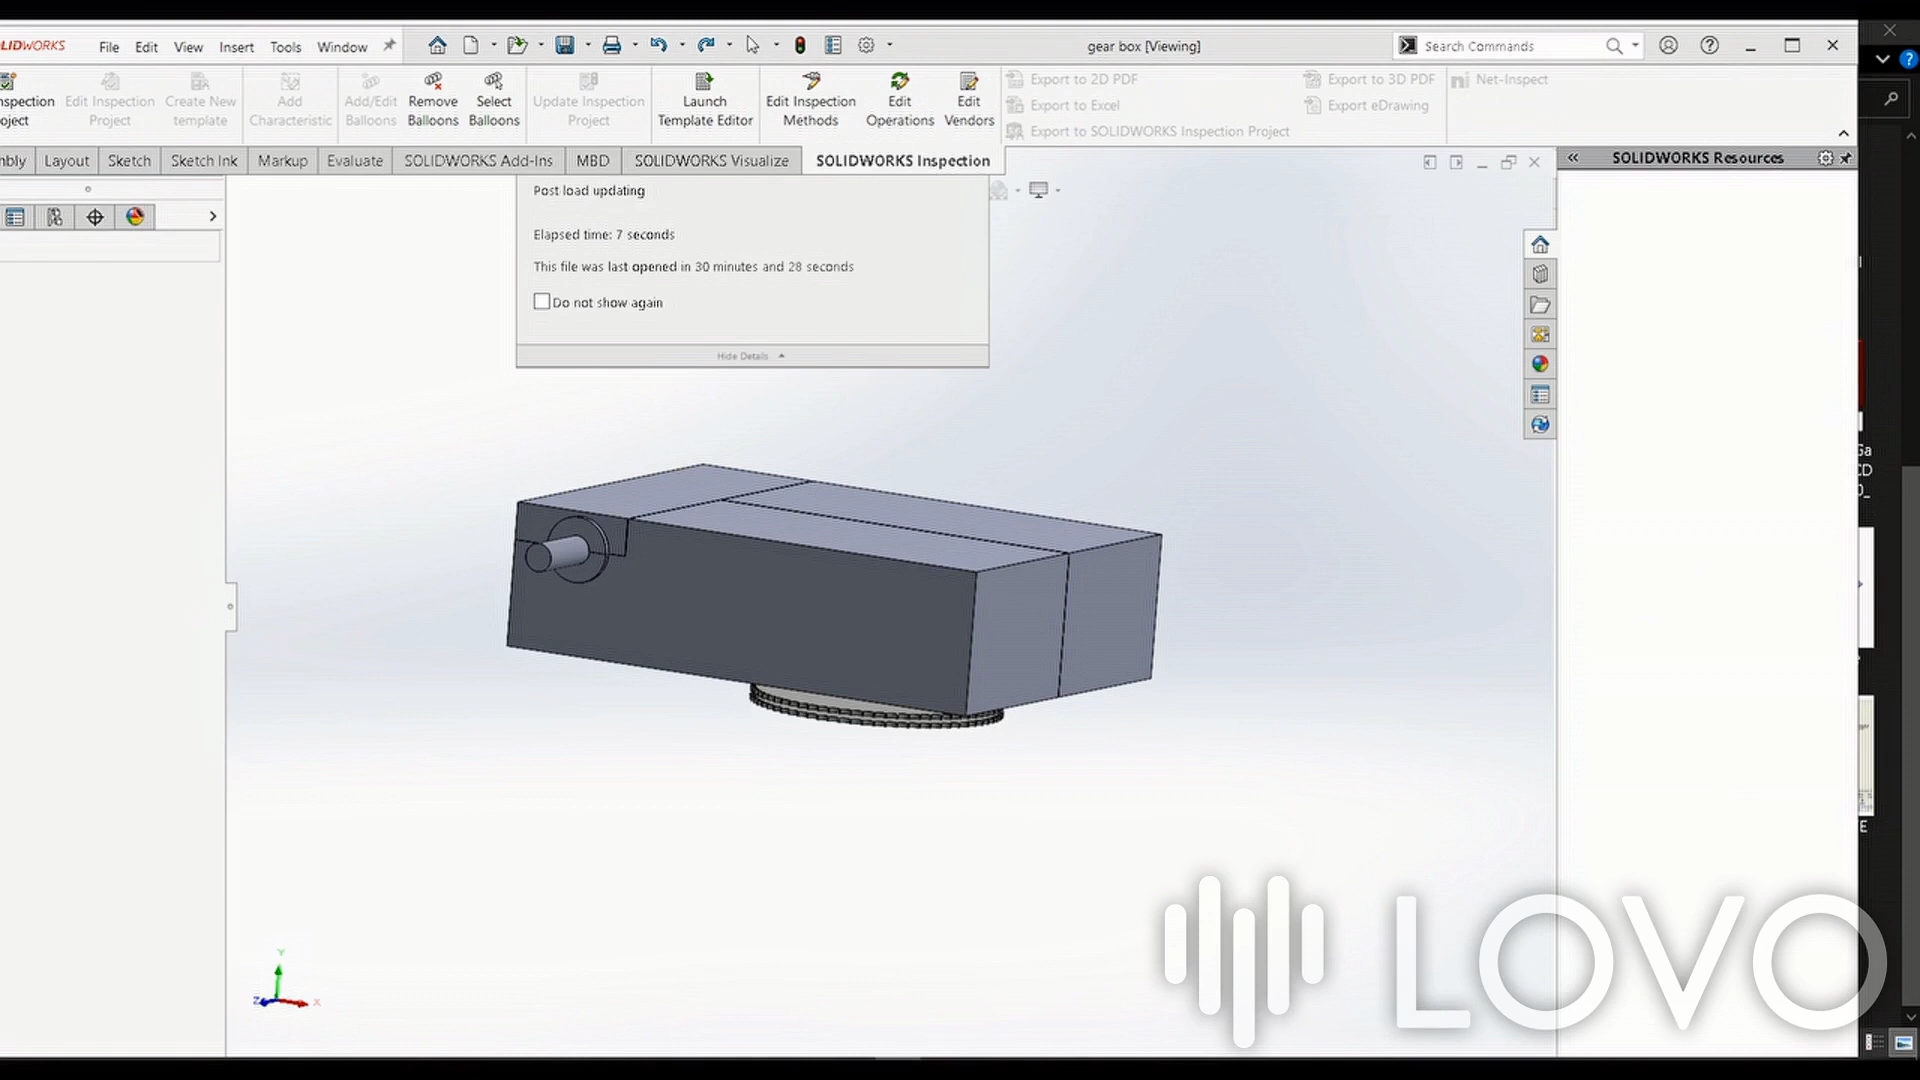 LIDWORKS
File Edit View Insert Tools Window
gear box [Viewing]
Search Commands
nspection
oject
Edit Inspection
Project
Create New
template
Add
Characteristic
Add/Edit
Balloons
Remove
Balloons
Select
Balloons
Update Inspection
Project
Launch
Template Editor
Edit Inspection
Methods
Edit
Operations
Edit
Vendors
Export to 2D PDF
Export to Excel
Export to SOLIDWORKS Inspection Project
Export to 3D PDF
Export eDrawing
Net-Inspect
mbly Layout Sketch Sketch Ink Markup Evaluate SOLIDWORKS Add-Ins MBD SOLIDWORKS Visualize SOLIDWORKS Inspection
SOLIDWORKS Resources
Post load updating
Elapsed time: 7 seconds
This file was last opened in 30 minutes and 28 seconds
Do not show again
Hide Details
Ga
CD
E
Y
Z
X
LOVO